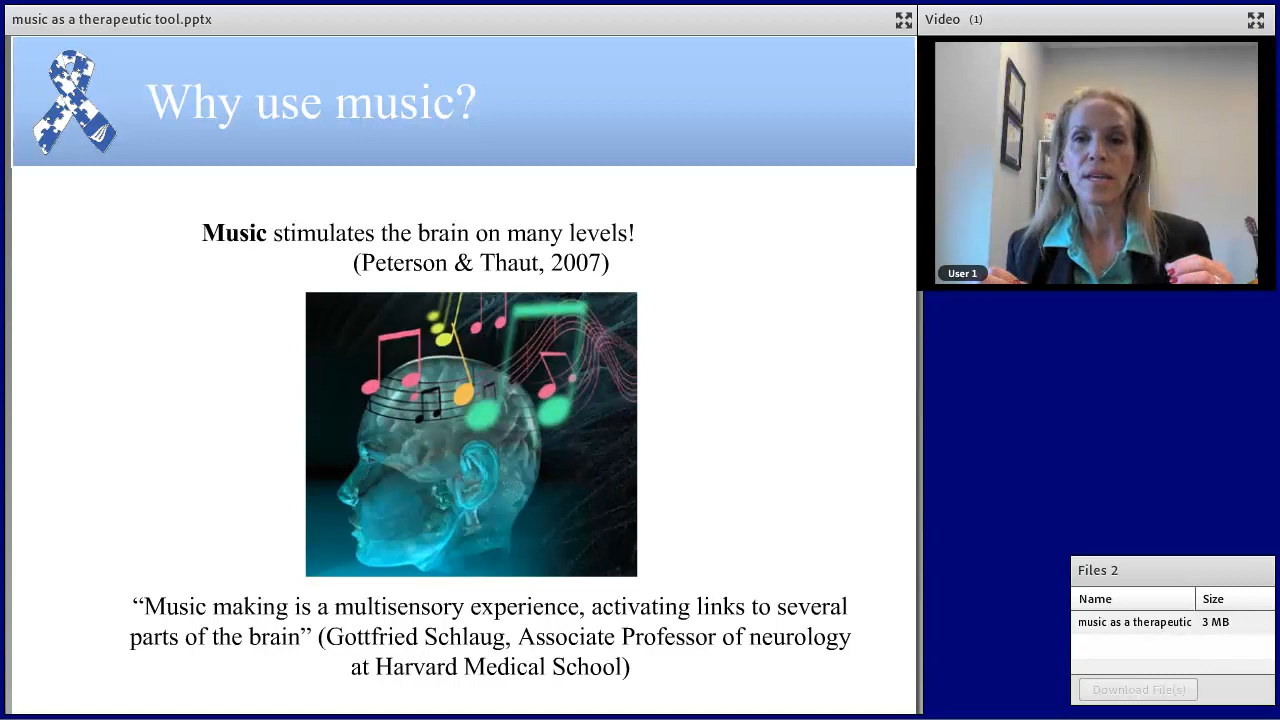 music as a therapeutic tool.pptx
Video (1)
Why use music?
User 1
Music stimulates the brain on many levels!
(Peterson & Thaut, 2007)
“Music making is a multisensory experience, activating links to several
parts of the brain” (Gottfried Schlaug, Associate Professor of neurology
at Harvard Medical School)
Files 2
Name Size
music as a therapeutic 3 MB
Download File(s)